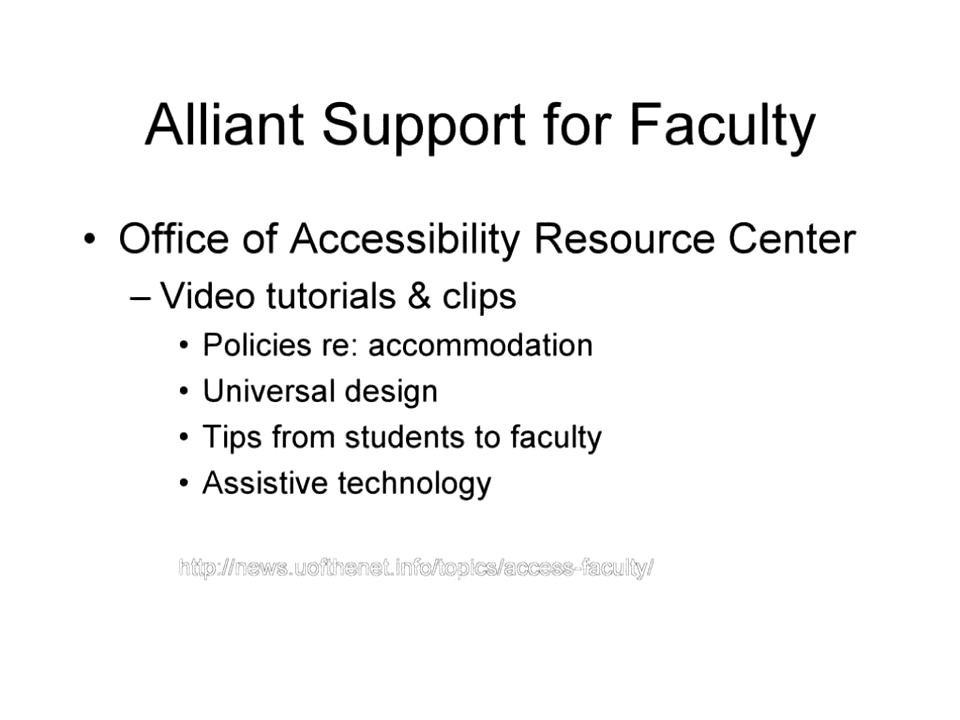 Alliant Support for Faculty
• Office of Accessibility Resource Center
– Video tutorials & clips
• Policies re: accommodation
• Universal design
• Tips from students to faculty
• Assistive technology
http://news.uofthenet.info/topics/access-faculty/